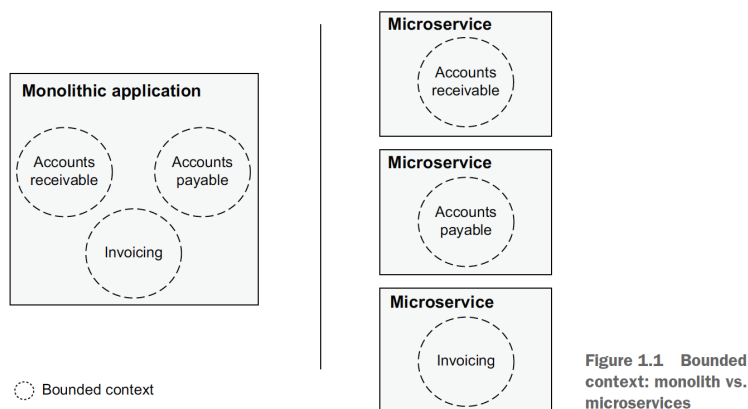 Monolithic application
Accounts
receivable
Accounts
payable
Invoicing
Bounded context
Microservice
Accounts
receivable
Microservice
Accounts
payable
Microservice
Invoicing
Figure 1.1 Bounded
context: monolith vs.
microservices